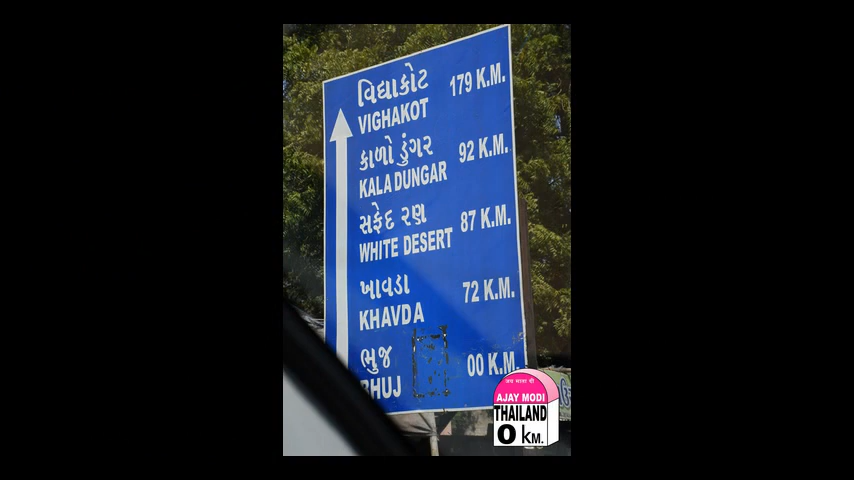 વિઘાકોટ 179 K.M.
VIGHAKOT
કાળો ડુંગર 92 K.M.
KALA DUNGAR
સફેદ રણ 87 K.M.
WHITE DESERT
ખાવડા 72 K.M.
KHAVDA
ભુજ 00 K.M.
BHUJ
जय माता दी
AJAY MODI
THAILAND
0 KM.